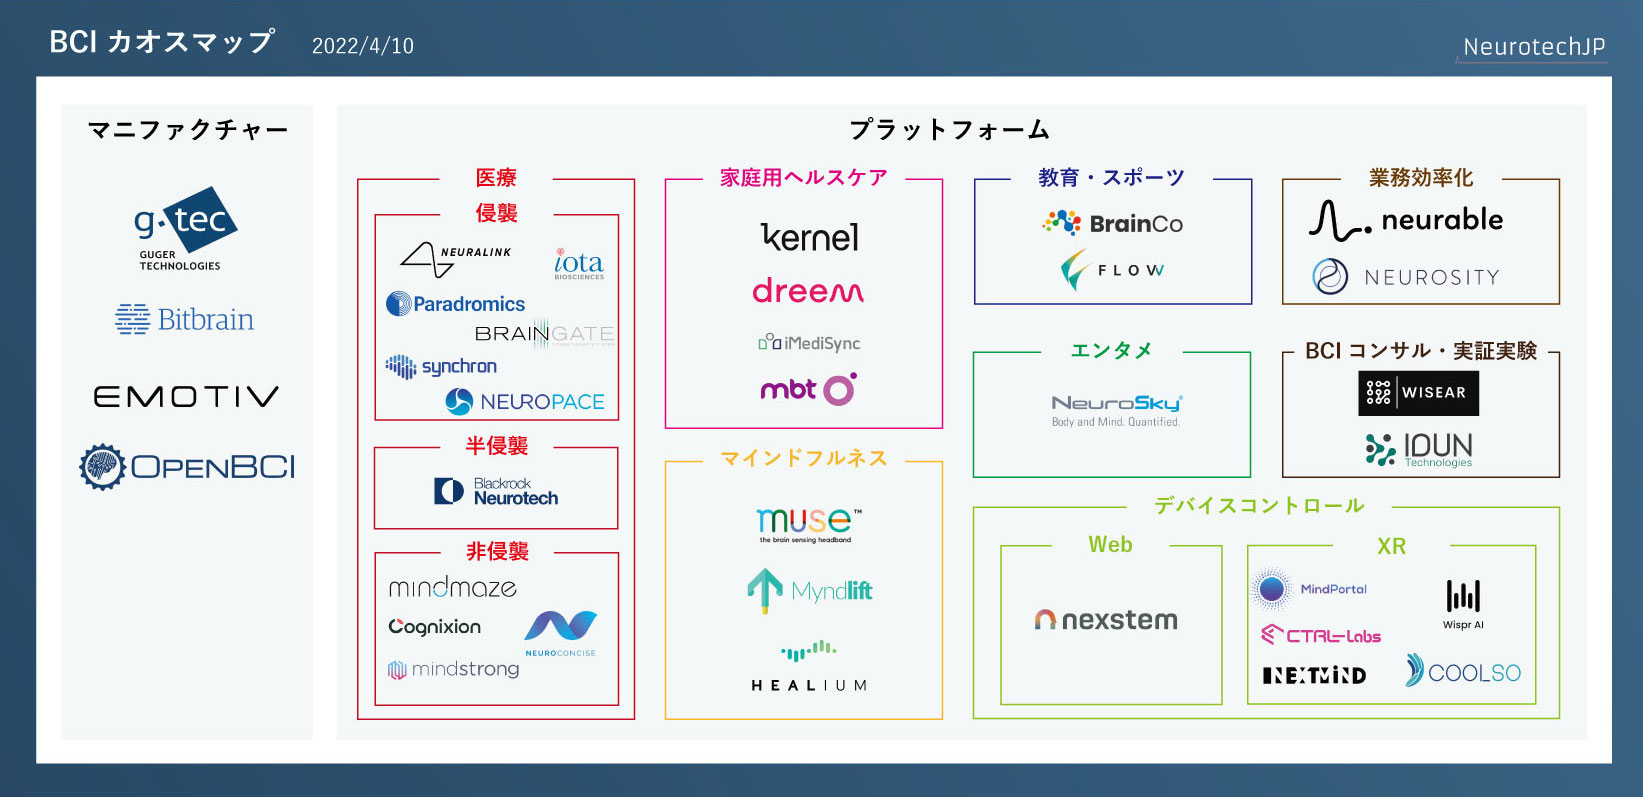 BCI カオスマップ 2022/4/10
NeurotechJP
マニファクチャー
g.tec
GUGER
TECHNOLOGIES
Bitbrain
EMOTIV
OPENBCI
プラットフォーム
医療
侵襲
NEURALINK
iota
BIOSCIENCES
Paradromics
BRAINGATE
synchron
NEUROPACE
半侵襲
Blackrock
Neurotech
非侵襲
mindmaze
Cognixion
NEUROCONCISE
mindstrong
家庭用ヘルスケア
kernel
dreem
iMediSync
mbt
マインドフルネス
muse™
the brain sensing headband
Myndlift
HEALIUM
教育・スポーツ
BrainCo
FLOW
業務効率化
neurable
NEUROSITY
エンタメ
NeuroSky®
Body and Mind. Quantified.
BCI コンサル・実証実験
WISEAR
IDUN
Technologies
デバイスコントロール
Web
nexstem
XR
MindPortal
Wispr AI
CTRL-Labs
NEXTMIND
COOLSO